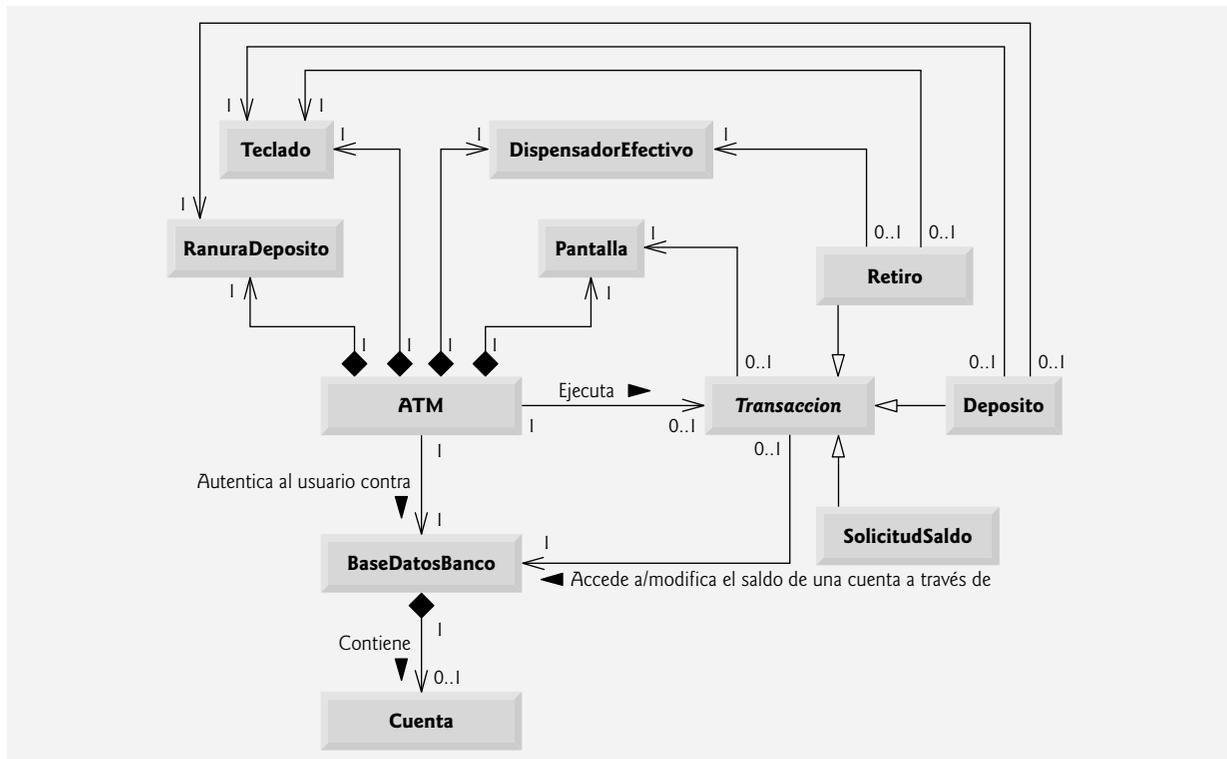 1 1
Teclado
1
1
DispensadorEfectivo
1
1
RanuraDeposito
1
Pantalla
1
0..1 0..1
Retiro
1
1
1 1 1 1
0..1
0..1 0..1
ATM
Ejecuta
1
0..1
Transaccion
Deposito
1
0..1
Autentica al usuario contra
1
SolicitudSaldo
BaseDatosBanco
1
Accede a/modifica el saldo de una cuenta a través de
1
Contiene
0..1
Cuenta